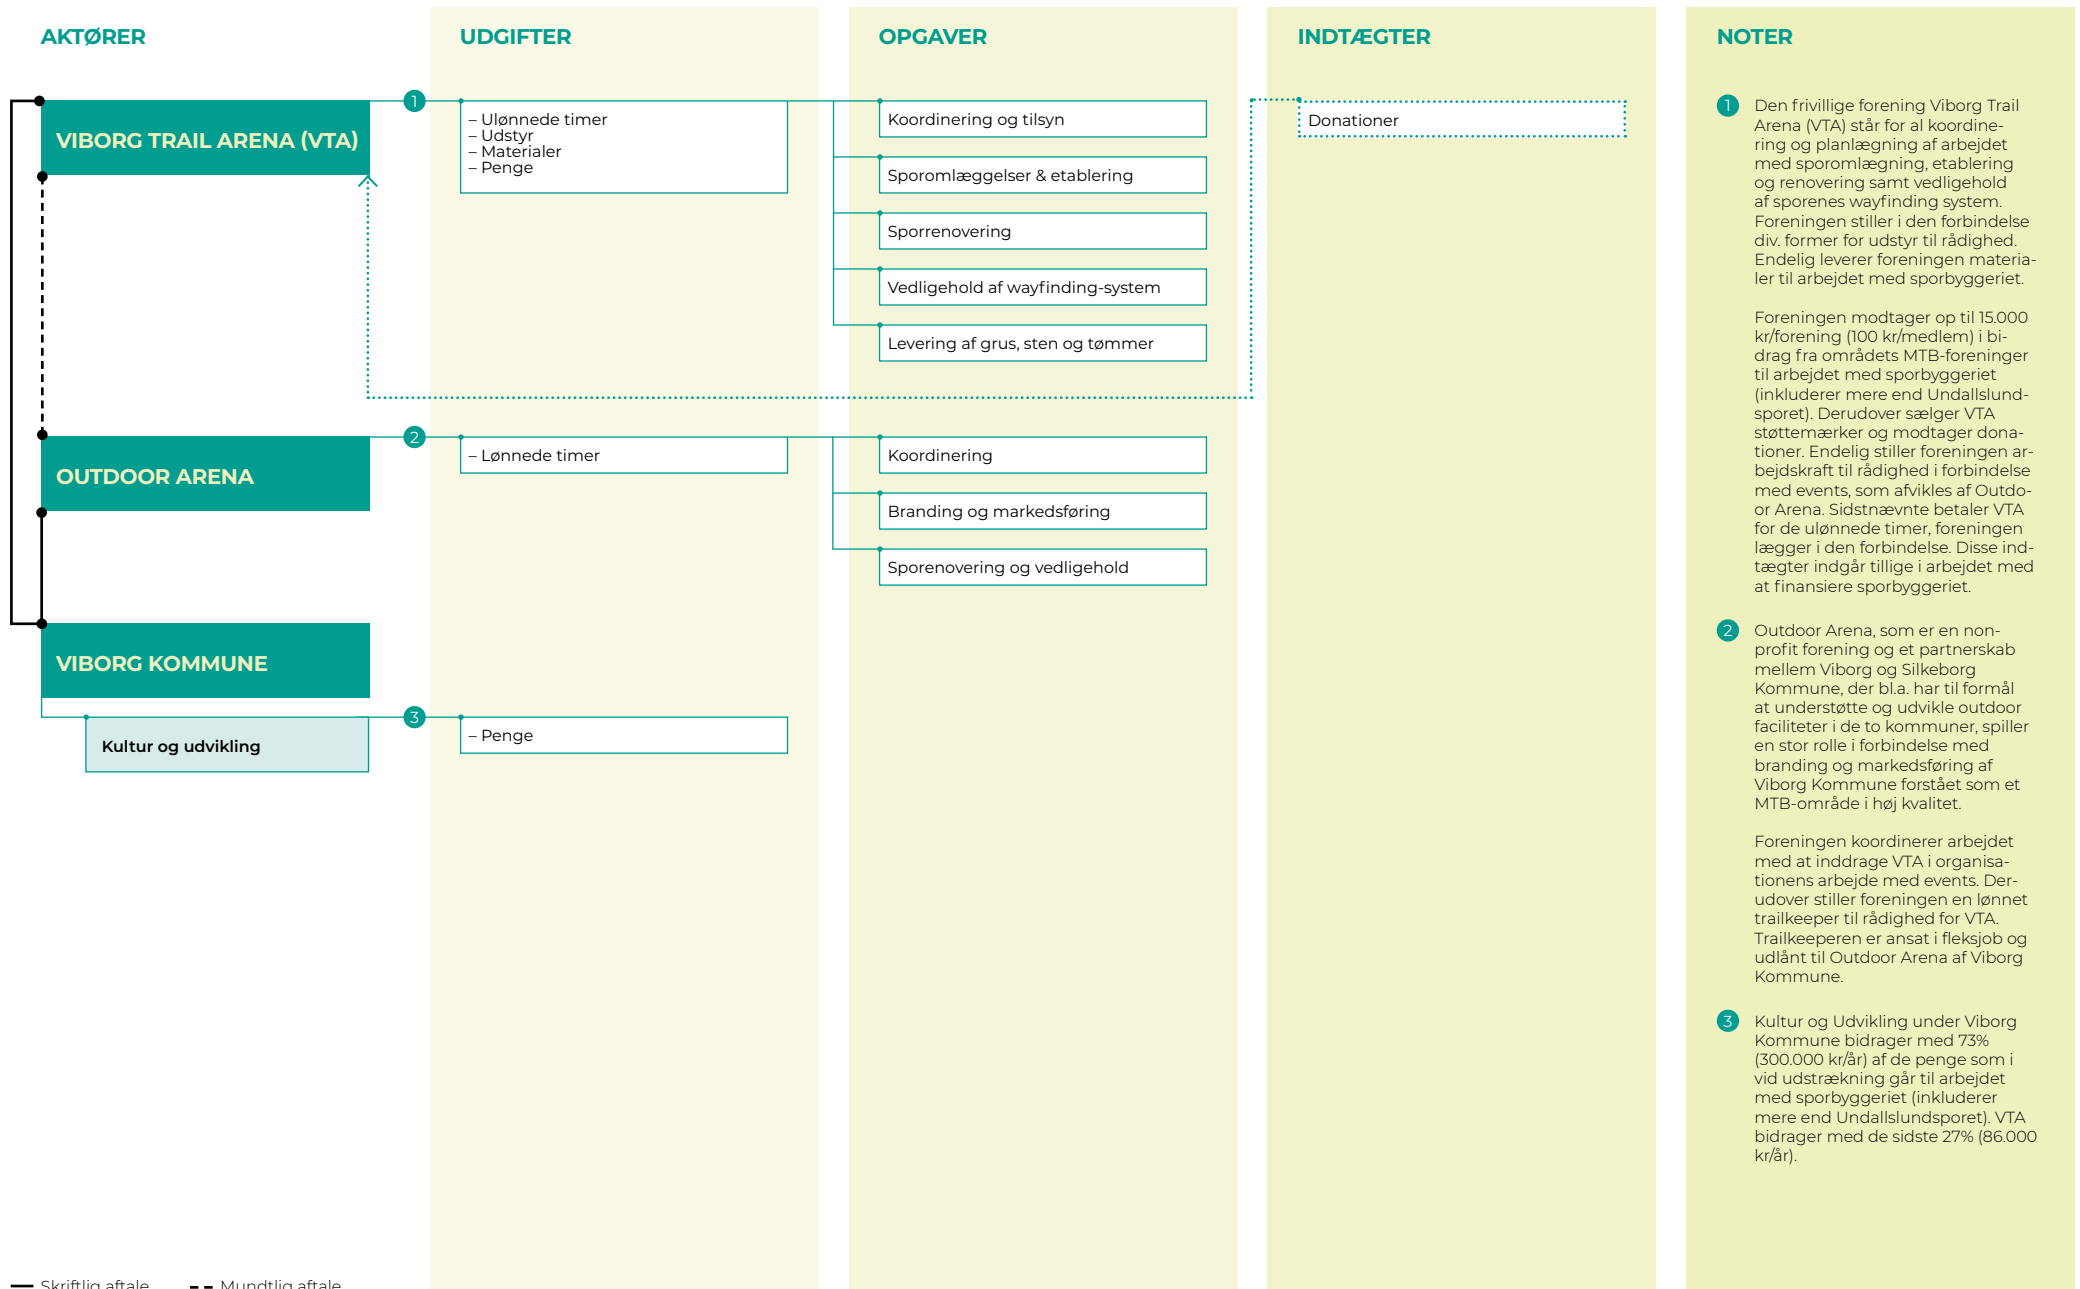 AKTØRER
UDGIFTER
OPGAVER
INDTÆGTER
NOTER
VIBORG TRAIL ARENA (VTA)
1
– Ulønnede timer
– Udstyr
– Materialer
– Penge
Koordinering og tilsyn
Sporomlæggelser & etablering
Sporrenovering
Vedligehold af wayfinding-system
Levering af grus, sten og tømmer
Donationer
OUTDOOR ARENA
2
– Lønnede timer
Koordinering
Branding og markedsføring
Sporenovering og vedligehold
VIBORG KOMMUNE
Kultur og udvikling
3
– Penge
1 Den frivillige forening Viborg Trail
Arena (VTA) står for al koordine-
ring og planlægning af arbejdet
med sporomlægning, etablering
og renovering samt vedligehold
af sporenes wayfinding system.
Foreningen stiller i den forbindelse
div. former for udstyr til rådighed.
Endelig leverer foreningen materia-
ler til arbejdet med sporbyggeriet.
Foreningen modtager op til 15.000
kr/forening (100 kr/medlem) i bi-
drag fra områdets MTB-foreninger
til arbejdet med sporbyggeriet
(inkluderer mere end Undallslund-
sporet). Derudover sælger VTA
støttemærker og modtager dona-
tioner. Endelig stiller foreningen ar-
bejdskraft til rådighed i forbindelse
med events, som afvikles af Outdo-
or Arena. Sidstnævnte betaler VTA
for de ulønnede timer, foreningen
lægger i den forbindelse. Disse ind-
tægter indgår tillige i arbejdet med
at finansiere sporbyggeriet.
2 Outdoor Arena, som er en non-
profit forening og et partnerskab
mellem Viborg og Silkeborg
Kommune, der bl.a. har til formål
at understøtte og udvikle outdoor
faciliteter i de to kommuner, spiller
en stor rolle i forbindelse med
branding og markedsføring af
Viborg Kommune forstået som et
MTB-område i høj kvalitet.
Foreningen koordinerer arbejdet
med at inddrage VTA i organisa-
tionens arbejde med events. Der-
udover stiller foreningen en lønnet
trailkeeper til rådighed for VTA.
Trailkeeperen er ansat i fleksjob og
udlånt til Outdoor Arena af Viborg
Kommune.
3 Kultur og Udvikling under Viborg
Kommune bidrager med 73%
(300.000 kr/år) af de penge som i
vid udstrækning går til arbejdet
med sporbyggeriet (inkluderer
mere end Undallslundsporet). VTA
bidrager med de sidste 27% (86.000
kr/år).
Skriftlig aftale
Mundtlig aftale